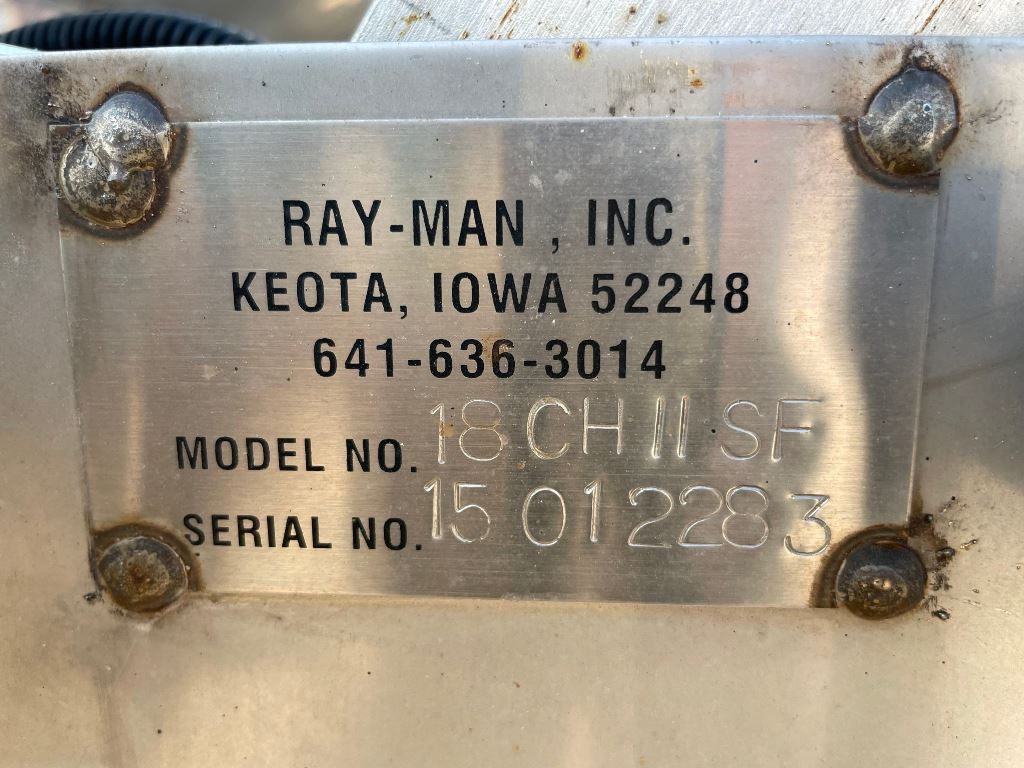 RAY-MAN , INC.
KEOTA, IOWA 52248
641-636-3014
MODEL NO. 18 CH II SF
SERIAL NO. 15 012283